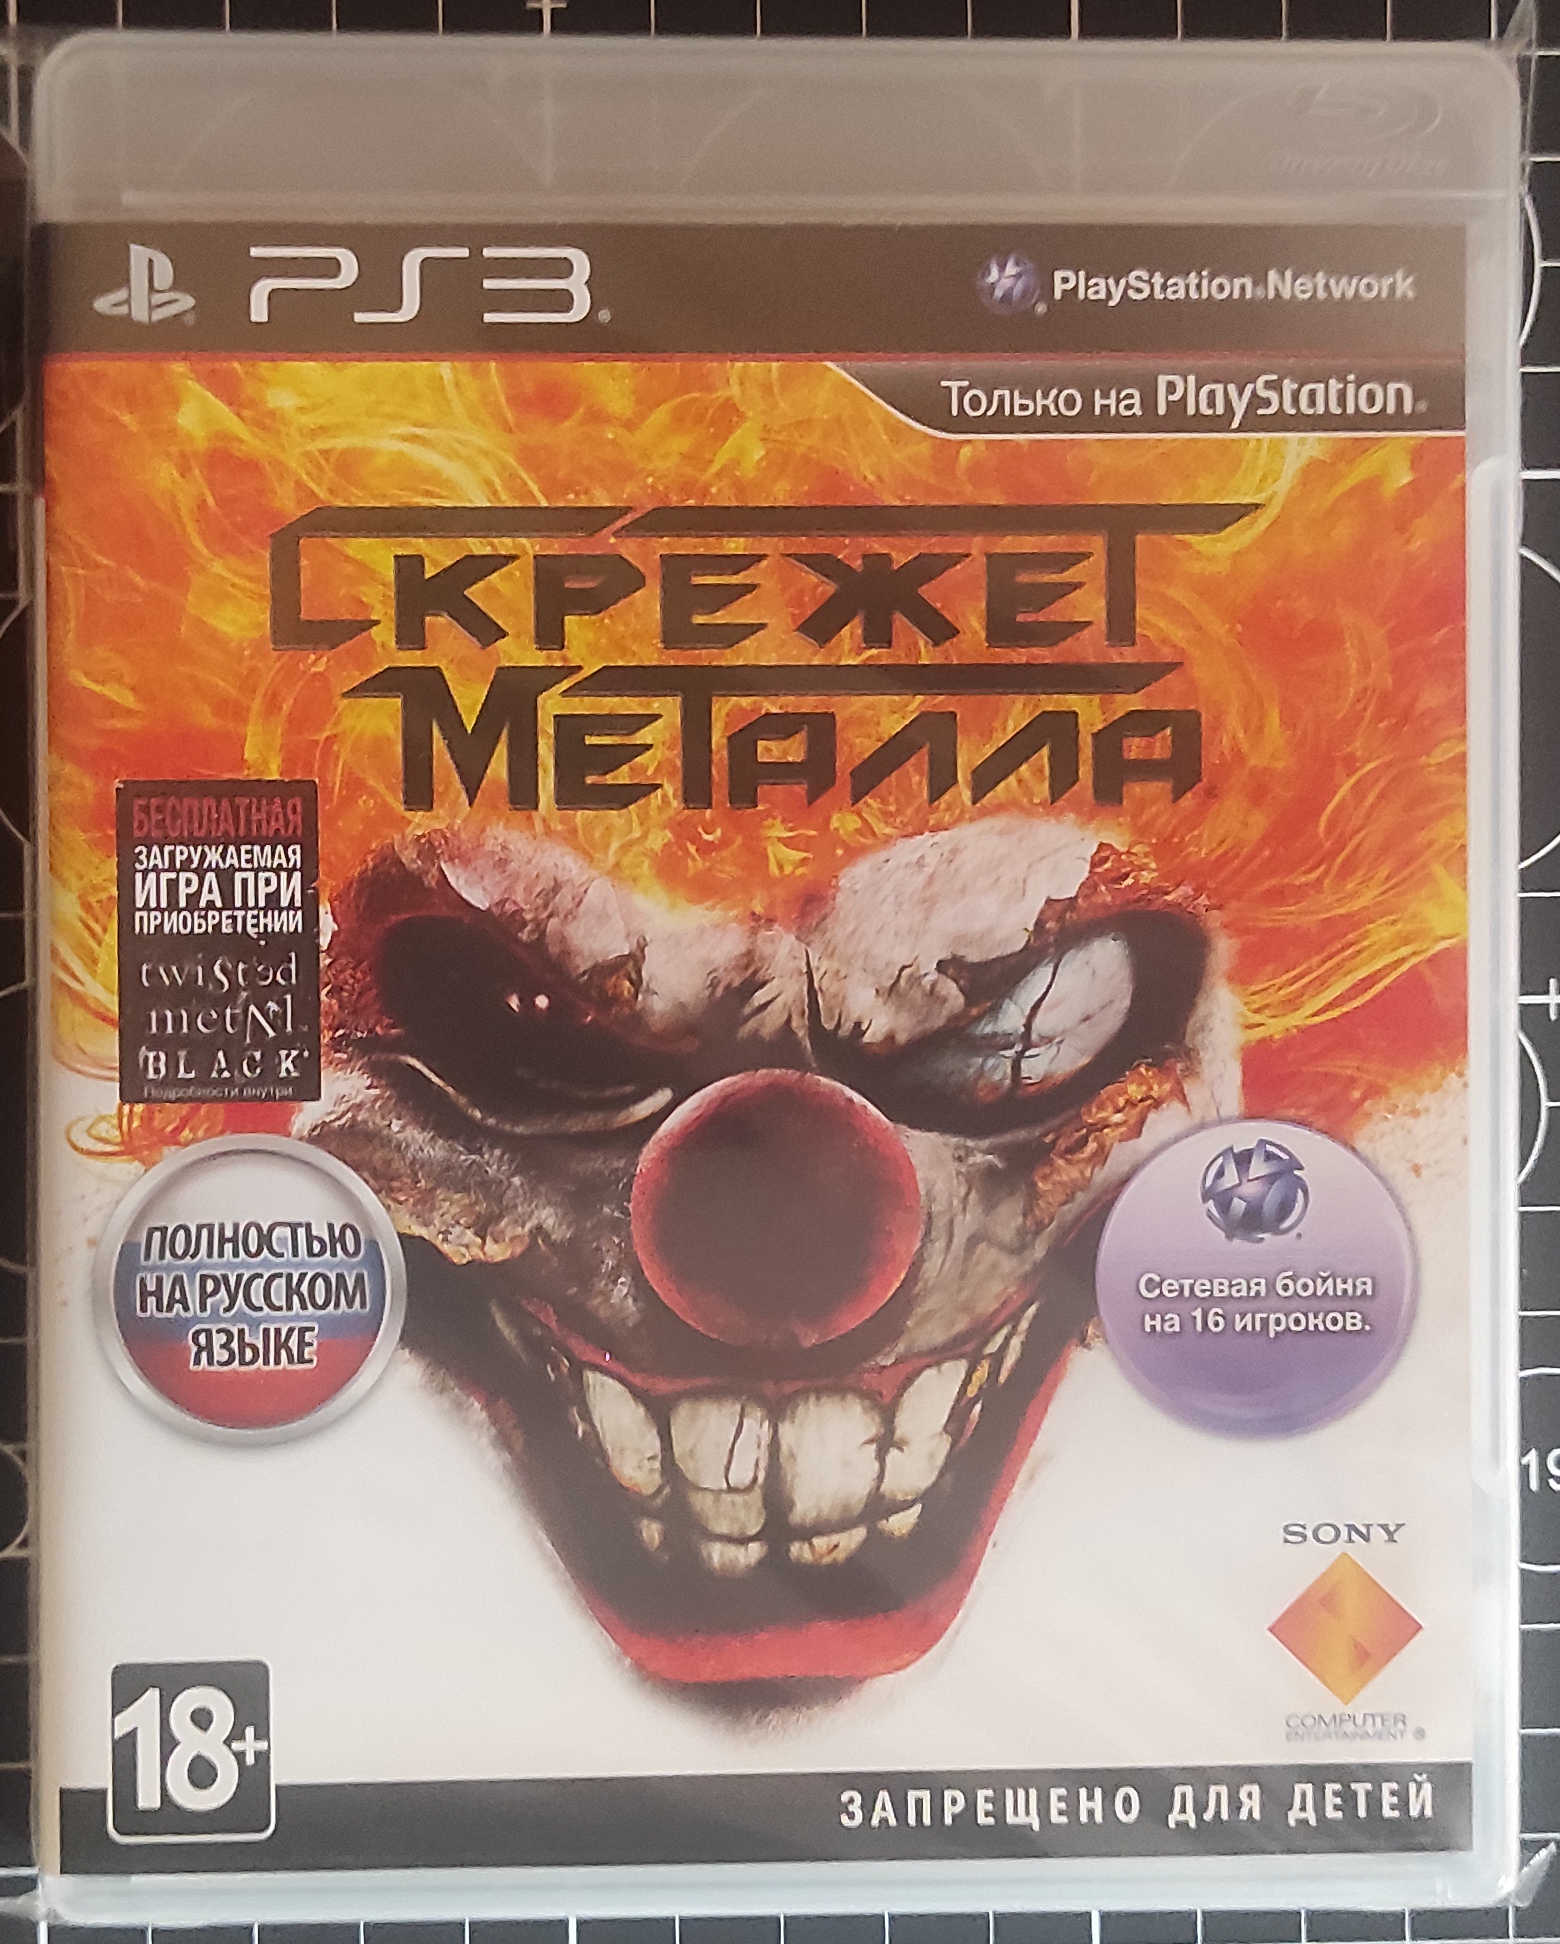 PS3
PlayStation Network
Только на PlayStation
СКРЕЖЕТ
МЕТАЛЛА
БЕСПЛАТНАЯ
ЗАГРУЖАЕМАЯ
ИГРА ПРИ
ПРИОБРЕТЕНИИ
twisted
metal
BLACK
Подробности внутри
ПОЛНОСТЬЮ
НА РУССКОМ
ЯЗЫКЕ
Сетевая бойня
на 16 игроков.
SONY
COMPUTER
ENTERTAINMENT
18+
ЗАПРЕЩЕНО ДЛЯ ДЕТЕЙ
19